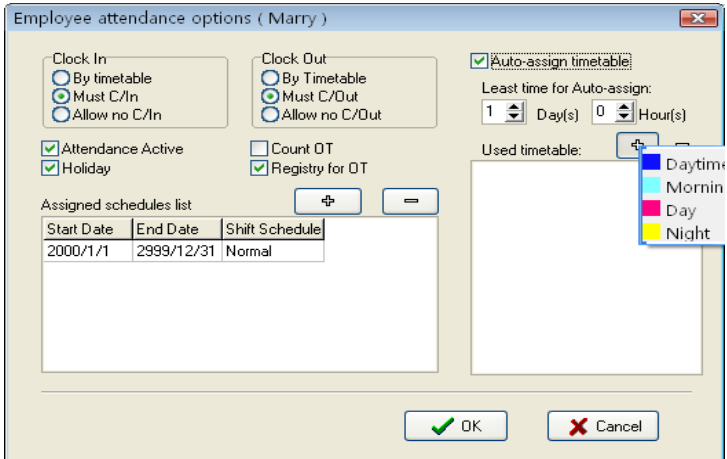 Employee attendance options ( Marry )
Clock In
By timetable
Must C/In
Allow no C/In
Clock Out
By Timetable
Must C/Out
Allow no C/Out
Auto-assign timetable
Least time for Auto-assign:
1 Day(s) 0 Hour(s)
Attendance Active
Holiday
Count OT
Registry for OT
Used timetable:
Daytime
Mornin
Day
Night
Assigned schedules list
Start Date End Date Shift Schedule
2000/1/1 2999/12/31 Normal
OK Cancel